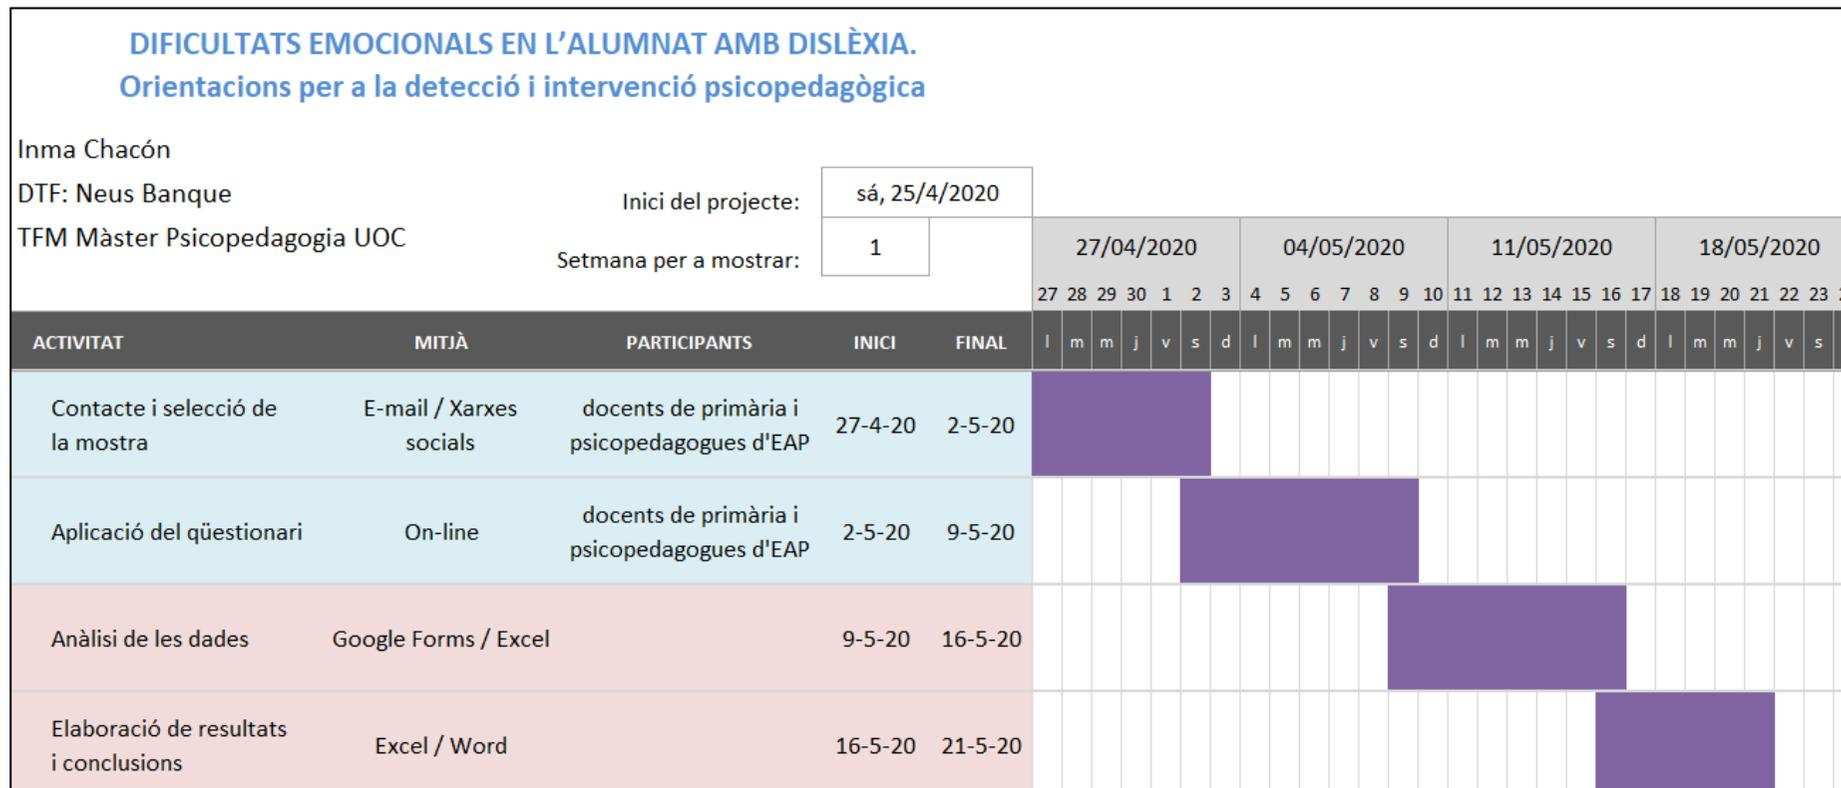 DIFICULTATS EMOCIONALS EN L’ALUMNAT AMB DISLÈXIA.
Orientacions per a la detecció i intervenció psicopedagògica
Inma Chacón
DTF: Neus Banque
TFM Màster Psicopedagogia UOC
Inici del projecte: sá, 25/4/2020
Setmana per a mostrar: 1
27/04/2020 04/05/2020 11/05/2020 18/05/2020
27 28 29 30 1 2 3 4 5 6 7 8 9 10 11 12 13 14 15 16 17 18 19 20 21 22 23
ACTIVITAT MITJÀ PARTICIPANTS INICI FINAL l m m j v s d l m m j v s d l m m j v s d l m m j v s
Contacte i selecció de
la mostra
E-mail / Xarxes
socials
docents de primària i
psicopedagogues d'EAP
27-4-20 2-5-20
Aplicació del qüestionari
On-line
docents de primària i
psicopedagogues d'EAP
2-5-20 9-5-20
Anàlisi de les dades Google Forms / Excel 9-5-20 16-5-20
Elaboració de resultats
i conclusions
Excel / Word
16-5-20 21-5-20